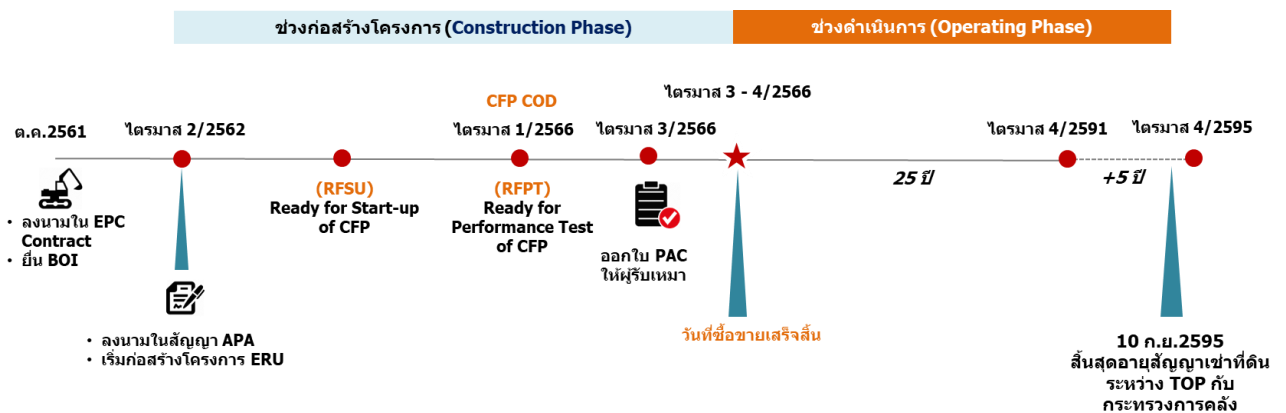 ช่วงก่อสร้างโครงการ (Construction Phase)
ช่วงดำเนินการ (Operating Phase)
ต.ค.2561
ไตรมาส 2/2562
CFP COD
ไตรมาส 1/2566
ไตรมาส 3/2566
ไตรมาส 3 - 4/2566
ไตรมาส 4/2591
ไตรมาส 4/2595
25 ปี
+5 ปี
• ลงนามใน EPC
Contract
• ยื่น BOI
• ลงนามในสัญญา APA
• เริ่มก่อสร้างโครงการ ERU
(RFSU)
Ready for Start-up
of CFP
(RFPT)
Ready for
Performance Test
of CFP
ออกใบ PAC
ให้ผู้รับเหมา
วันที่ซื้อขายเสร็จสิ้น
10 ก.ย.2595
สิ้นสุดอายุสัญญาเช่าที่ดิน
ระหว่าง TOP กับ
กระทรวงการคลัง